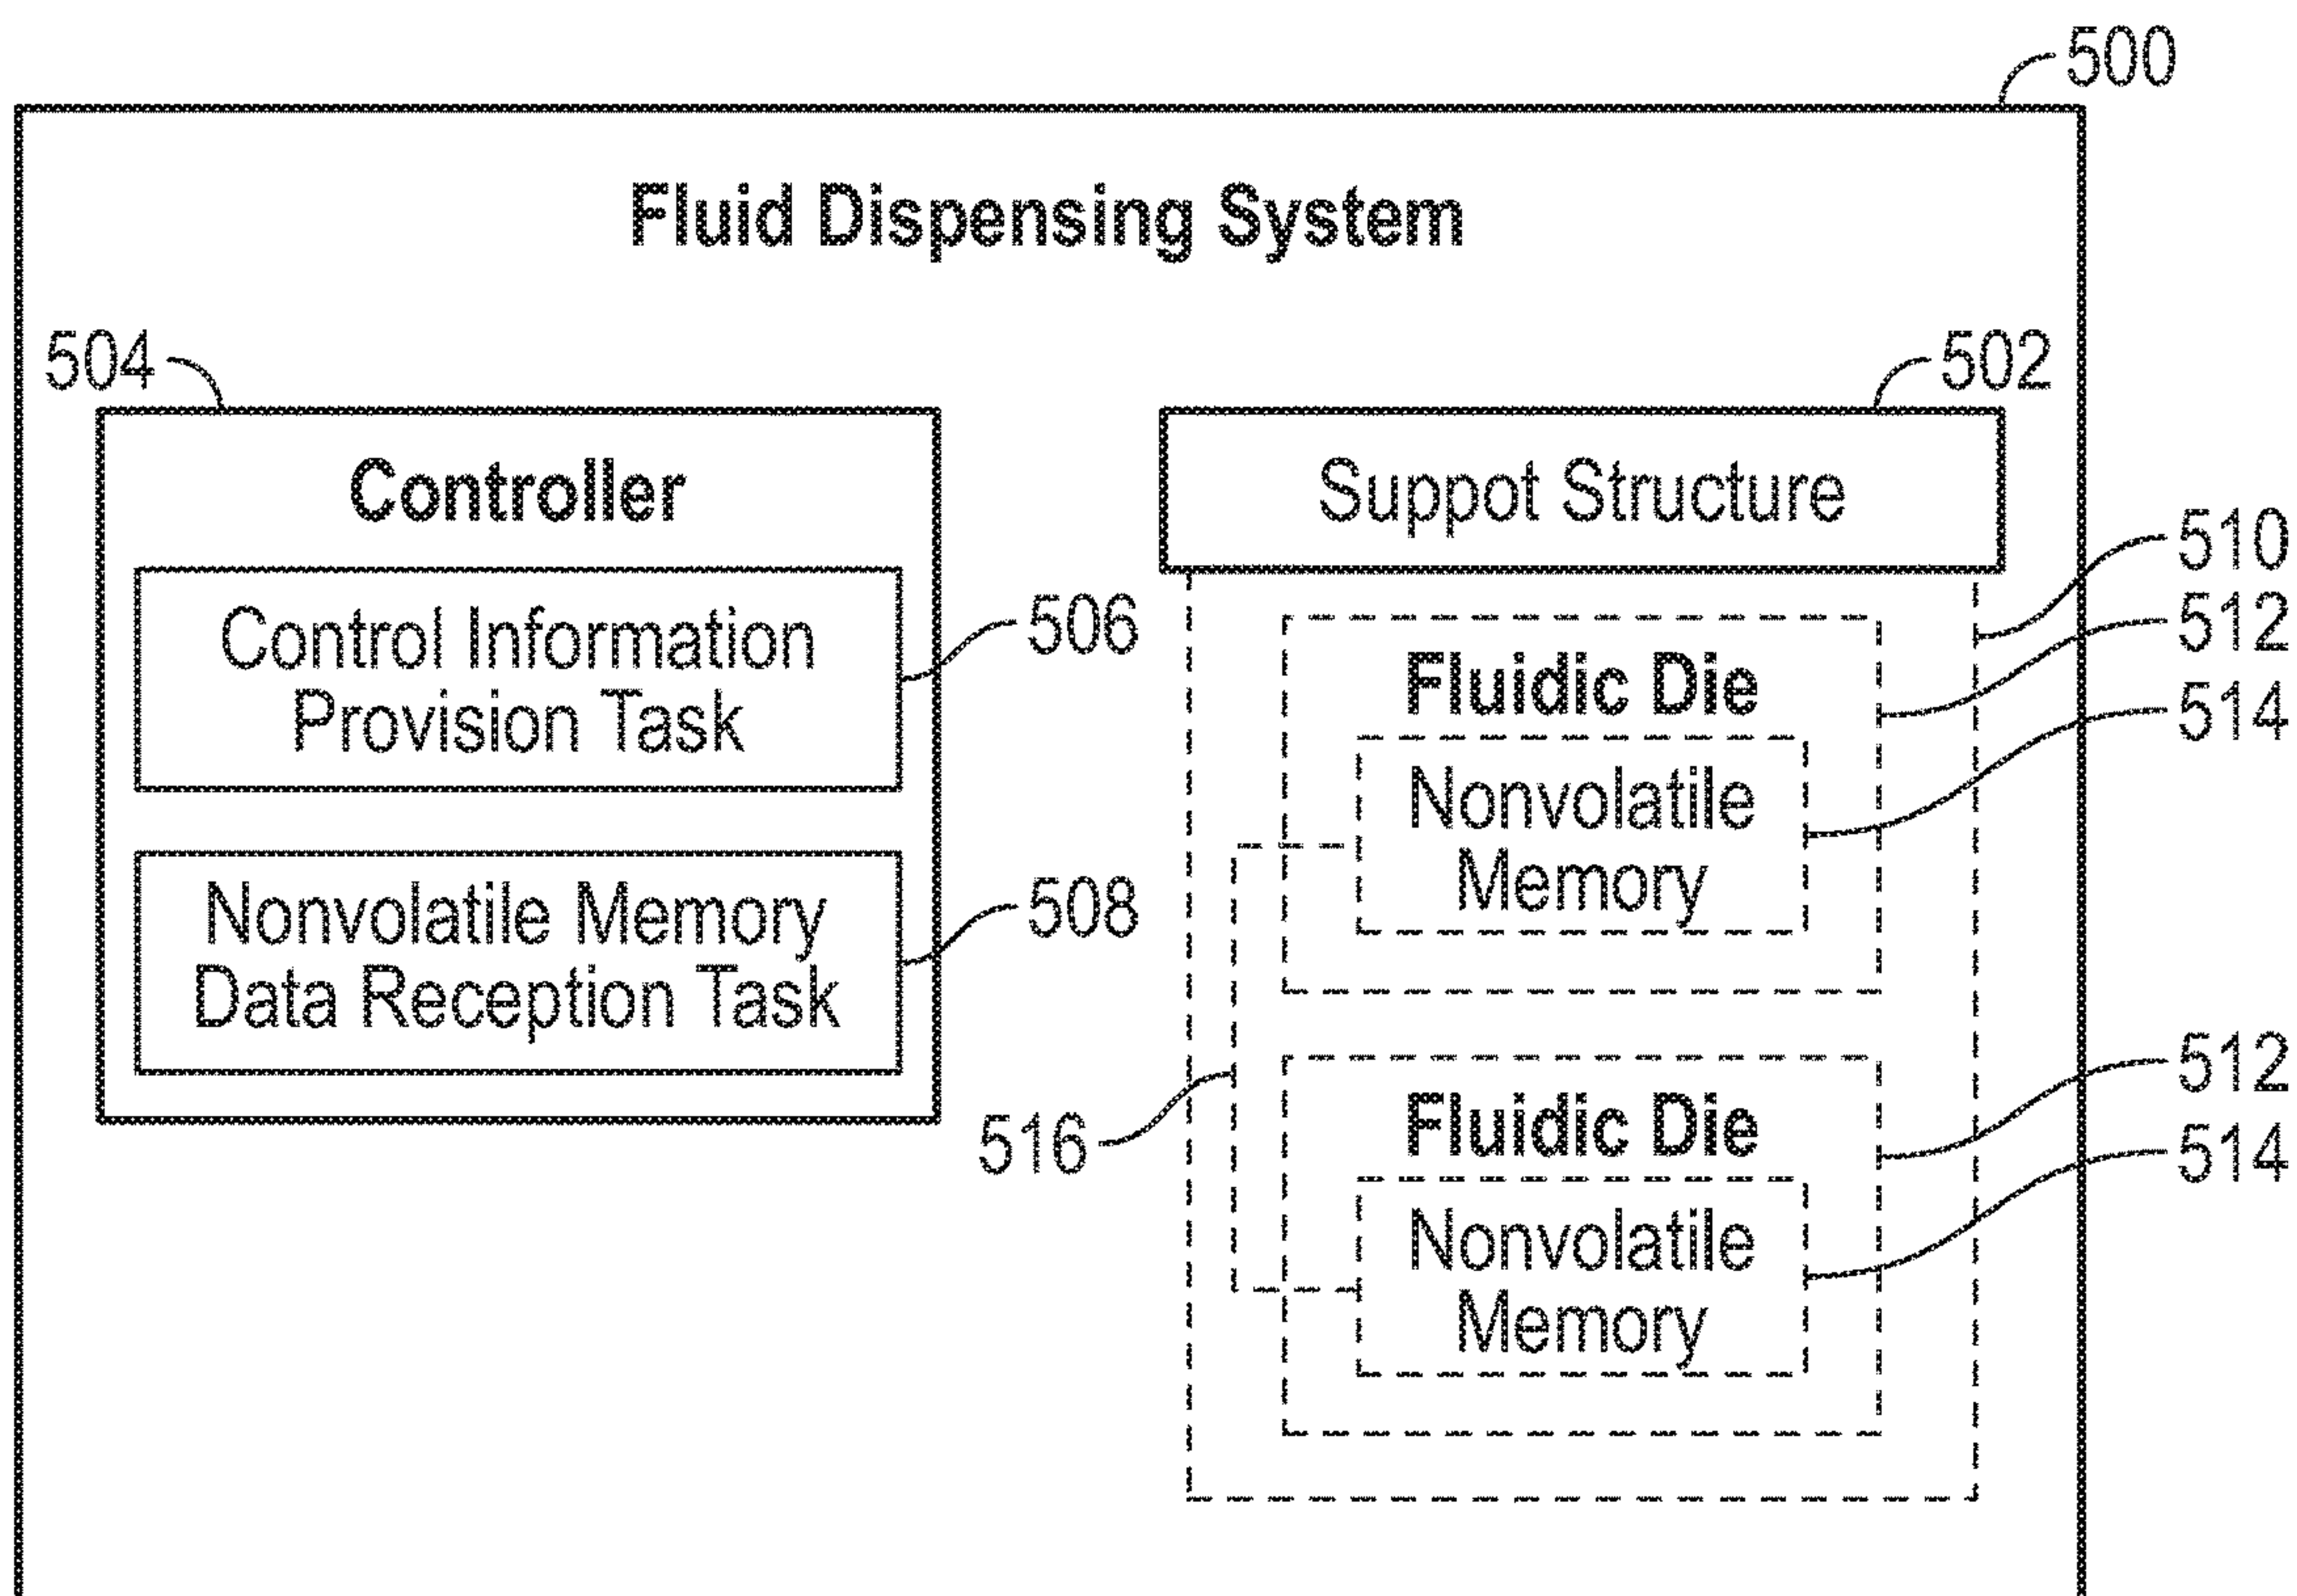 500
Fluid Dispensing System
504
502
Controller
Suppot Structure
510
Control Information
Provision Task
506
512
Fluidic Die
514
Nonvolatile
Memory
Nonvolatile Memory
Data Reception Task
508
512
Fluidic Die
516
514
Nonvolatile
Memory